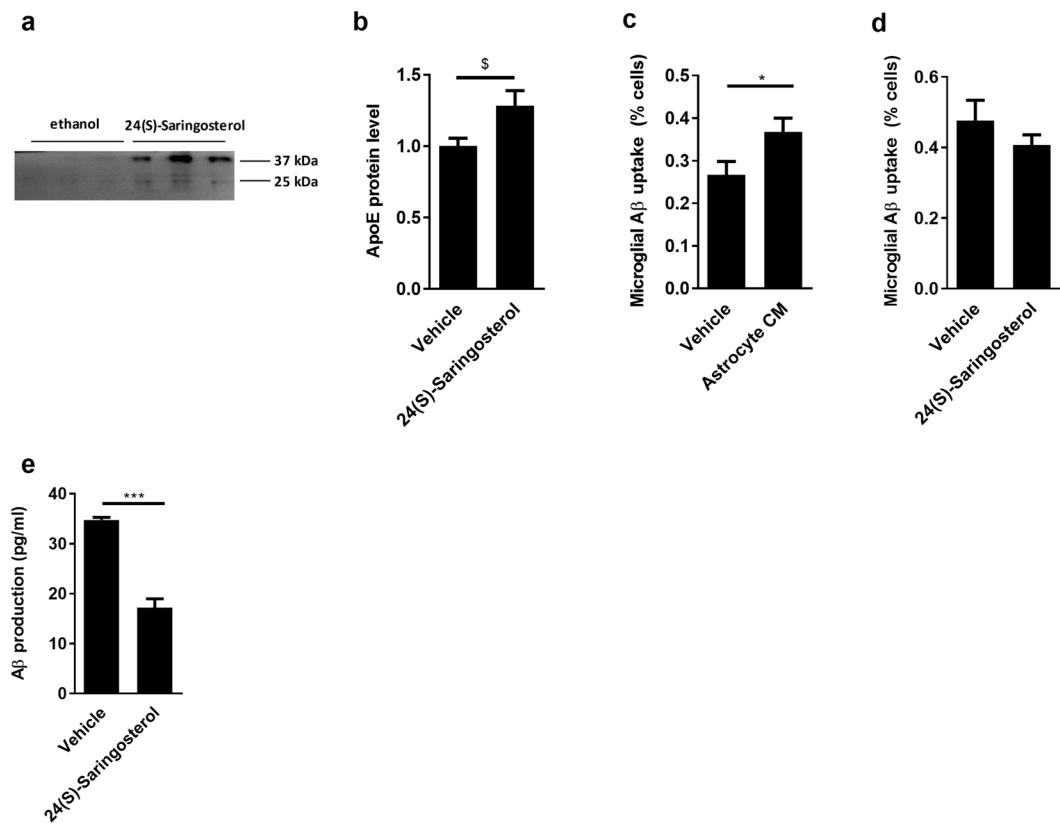 a
ethanol 24(S)-Saringosterol
37 kDa
25 kDa
b
ApoE protein level
1.5
1.0
0.5
0.0
$
Vehicle
24(S)-Saringosterol
c
Microglial Aβ uptake (% cells)
0.5
0.4
0.3
0.2
0.1
0.0
*
Vehicle
Astrocyte CM
d
Microglial Aβ uptake (% cells)
0.6
0.4
0.2
0.0
Vehicle
24(S)-Saringosterol
e
Aβ production (pg/ml)
40
30
20
10
0
***
Vehicle
24(S)-Saringosterol